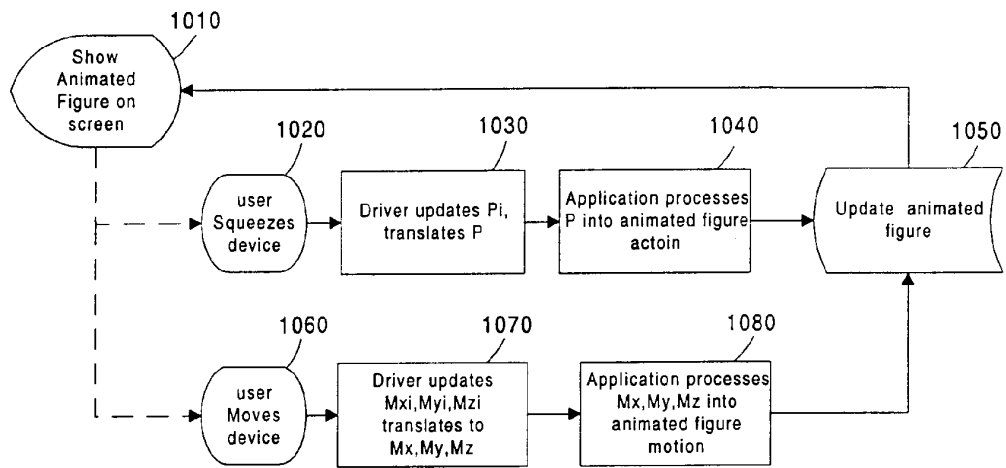 1010
Show
Animated
Figure on
screen
1020
user
Squeezes
device
1030
Driver updates Pi,
translates P
1040
Application processes
P into animated figure
actoin
1050
Update animated
figure
1060
user
Moves
device
1070
Driver updates
Mxi,Myi,Mzi
translates to
Mx,My,Mz
1080
Application processes
Mx,My,Mz into
animated figure
motion